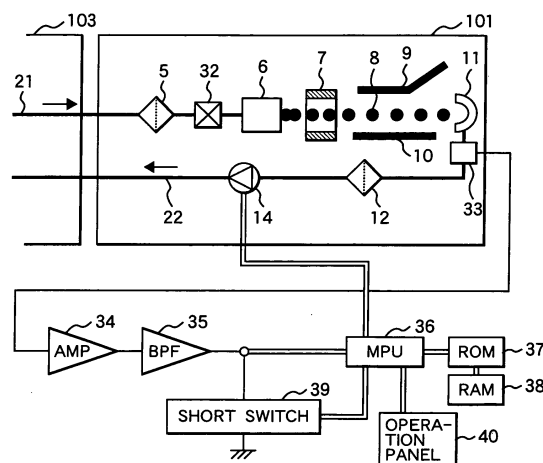 103
101
21
5
32
6
7
8
9
11
10
33
22
14
12
34
AMP
35
BPF
36
MPU
ROM
37
RAM
38
39
SHORT SWITCH
OPERA-
TION
PANEL
40